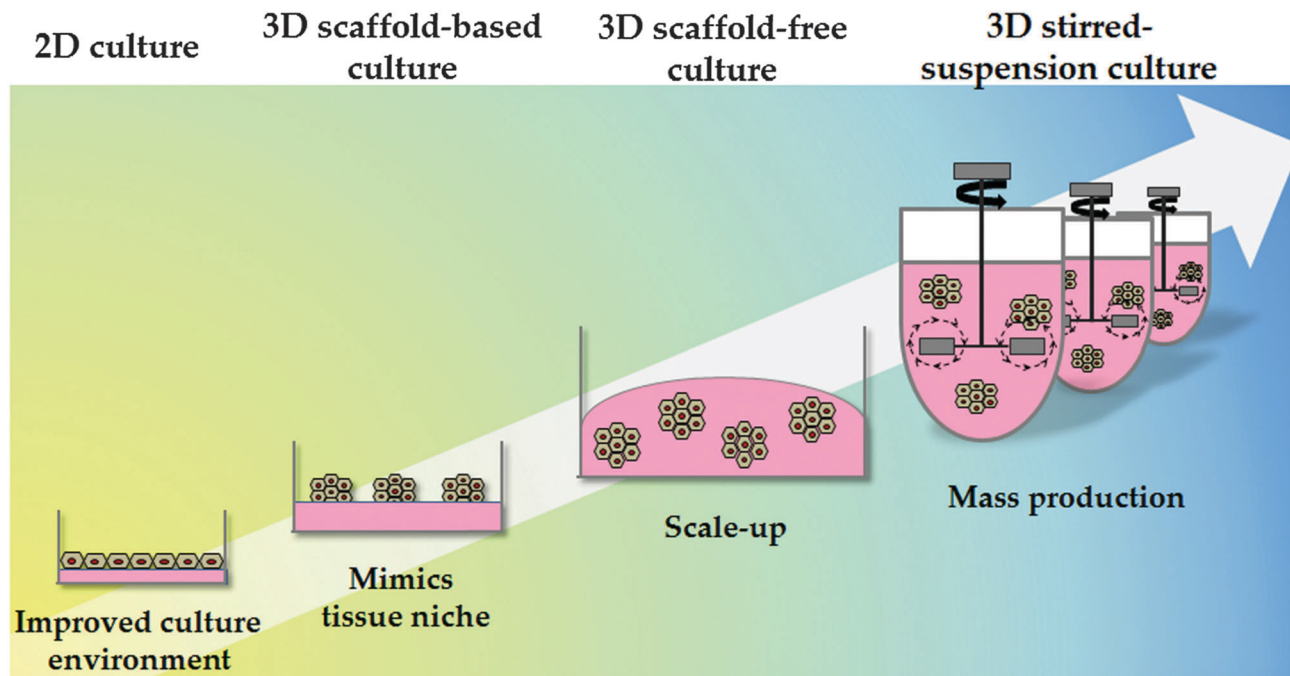 2D culture
3D scaffold-based
culture
3D scaffold-free
culture
3D stirred-
suspension culture
Improved culture
environment
Mimics
tissue niche
Scale-up
Mass production